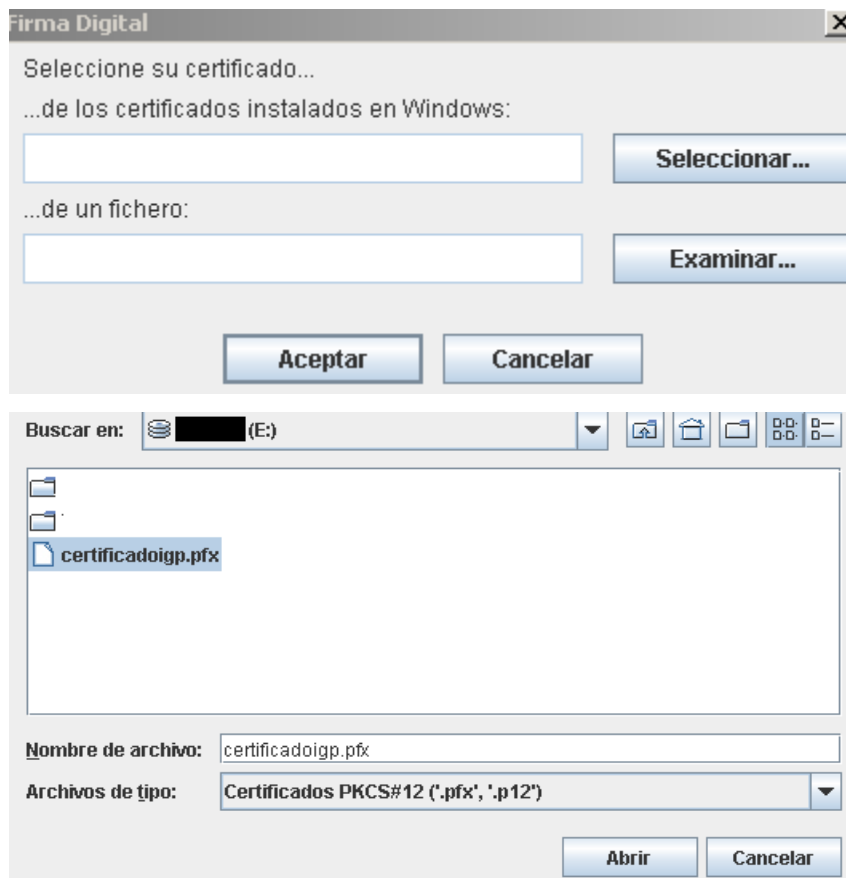 Firma Digital
Seleccione su certificado...
...de los certificados instalados en Windows:
Seleccionar...
...de un fichero:
Examinar...
Aceptar Cancelar
Buscar en: (E:)
certificadoigp.pfx
Nombre de archivo: certificadoigp.pfx
Archivos de tipo: Certificados PKCS#12 ('.pfx', '.p12')
Abrir Cancelar